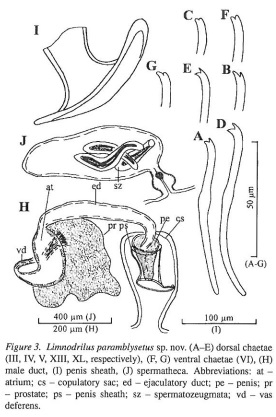 I
C
F
G
E
B
A
D
J
sz
at
ed
H
pr ps
pe
cs
vd
50 µm
(A-G)
400 µm (J)
200 µm (H)
100 µm
(I)
Figure 3. Limnodrilus paramblysetus sp. nov. (A–E) dorsal chaetae
(III, IV, V, XIII, XL, respectively), (F, G) ventral chaetae (VI), (H)
male duct, (I) penis sheath, (J) spermatheca. Abbreviations: at –
atrium; cs – copulatory sac; ed – ejaculatory duct; pe – penis; pr
– prostate; ps – penis sheath; sz – spermatozeugmata; vd – vas
deferens.